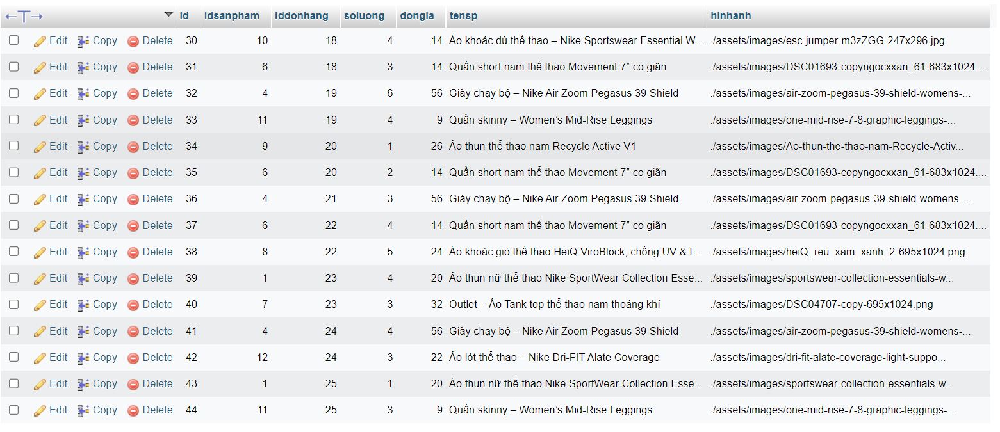 id idsanpham iddonhang soluong dongia tensp hinhanh
Edit Copy Delete 30 10 18 4 14 Áo khoác dù thể thao – Nike Sportswear Essential W... ./assets/images/esc-jumper-m3zZGG-247x296.jpg
Edit Copy Delete 31 6 18 3 14 Quần short nam thể thao Movement 7″ co giãn ./assets/images/DSC01693-copyngocxxan_61-683x1024....
Edit Copy Delete 32 4 19 6 56 Giày chạy bộ – Nike Air Zoom Pegasus 39 Shield ./assets/images/air-zoom-pegasus-39-shield-womens-...
Edit Copy Delete 33 11 19 4 9 Quần skinny – Women’s Mid-Rise Leggings ./assets/images/one-mid-rise-7-8-graphic-leggings-...
Edit Copy Delete 34 9 20 1 26 Áo thun thể thao nam Recycle Active V1 ./assets/images/Ao-thun-the-thao-nam-Recycle-Activ...
Edit Copy Delete 35 6 20 2 14 Quần short nam thể thao Movement 7″ co giãn ./assets/images/DSC01693-copyngocxxan_61-683x1024....
Edit Copy Delete 36 4 21 3 56 Giày chạy bộ – Nike Air Zoom Pegasus 39 Shield ./assets/images/air-zoom-pegasus-39-shield-womens-...
Edit Copy Delete 37 6 22 4 14 Quần short nam thể thao Movement 7″ co giãn ./assets/images/DSC01693-copyngocxxan_61-683x1024....
Edit Copy Delete 38 8 22 5 24 Áo khoác gió thể thao HeiQ ViroBlock, chống UV & t... ./assets/images/heiQ_reu_xam_xanh_2-695x1024.png
Edit Copy Delete 39 1 23 4 20 Áo thun nữ thể thao Nike SportWear Collection Esse... ./assets/images/sportswear-collection-essentials-w...
Edit Copy Delete 40 7 23 3 32 Outlet – Áo Tank top thể thao nam thoáng khí ./assets/images/DSC04707-copy-695x1024.png
Edit Copy Delete 41 4 24 4 56 Giày chạy bộ – Nike Air Zoom Pegasus 39 Shield ./assets/images/air-zoom-pegasus-39-shield-womens-...
Edit Copy Delete 42 12 24 3 22 Áo lót thể thao – Nike Dri-FIT Alate Coverage ./assets/images/dri-fit-alate-coverage-light-suppo...
Edit Copy Delete 43 1 25 1 20 Áo thun nữ thể thao Nike SportWear Collection Esse... ./assets/images/sportswear-collection-essentials-w...
Edit Copy Delete 44 11 25 3 9 Quần skinny – Women’s Mid-Rise Leggings ./assets/images/one-mid-rise-7-8-graphic-leggings-...